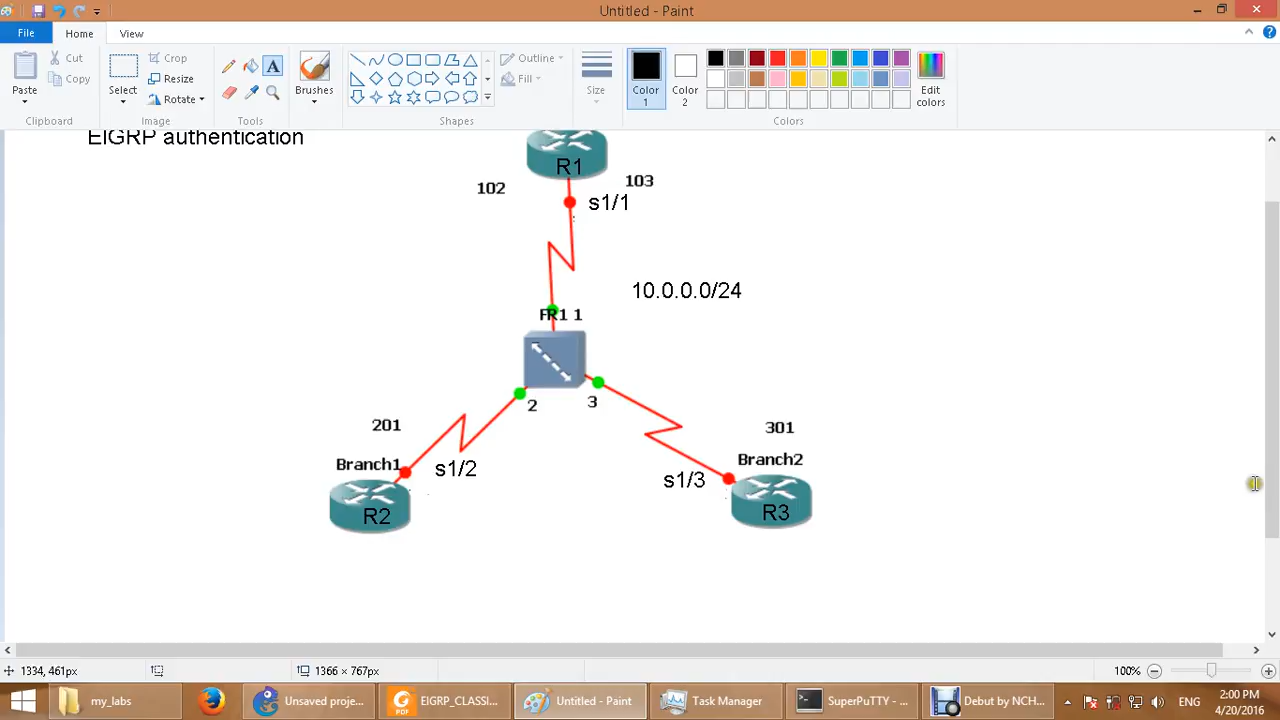 Untitled - Paint
File
Home
View
Paste
Cut
Copy
Clipboard
Select
Crop
Resize
Rotate
Image
A
Tools
Brushes
Shapes
Outline
Fill
Size
Color 1
Color 2
Edit colors
Colors
EIGRP authentication
R1
102
103
s1/1
10.0.0.0/24
FR1 1
2
3
201
301
Branch1
s1/2
Branch2
s1/3
R2
R3
1334, 461px
1366 × 767px
100%
my_labs
Unsaved proje...
PDF
EIGRP_CLASSI...
Untitled - Paint
Task Manager
SuperPuTTY - ...
Debut by NCH...
ENG
2:00 PM
4/20/2016